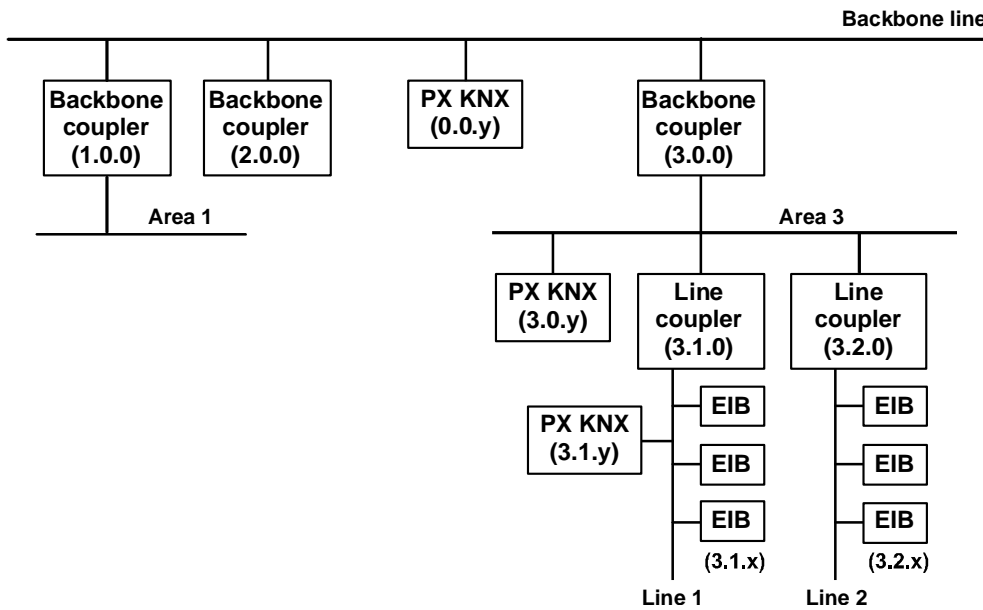 Backbone line
Backbone
coupler
(1.0.0)
Backbone
coupler
(2.0.0)
PX KNX
(0.0.y)
Backbone
coupler
(3.0.0)
Area 1
Area 3
PX KNX
(3.0.y)
Line
coupler
(3.1.0)
Line
coupler
(3.2.0)
EIB
EIB
PX KNX
(3.1.y)
EIB
EIB
EIB
EIB
(3.1.x)
(3.2.x)
Line 1
Line 2